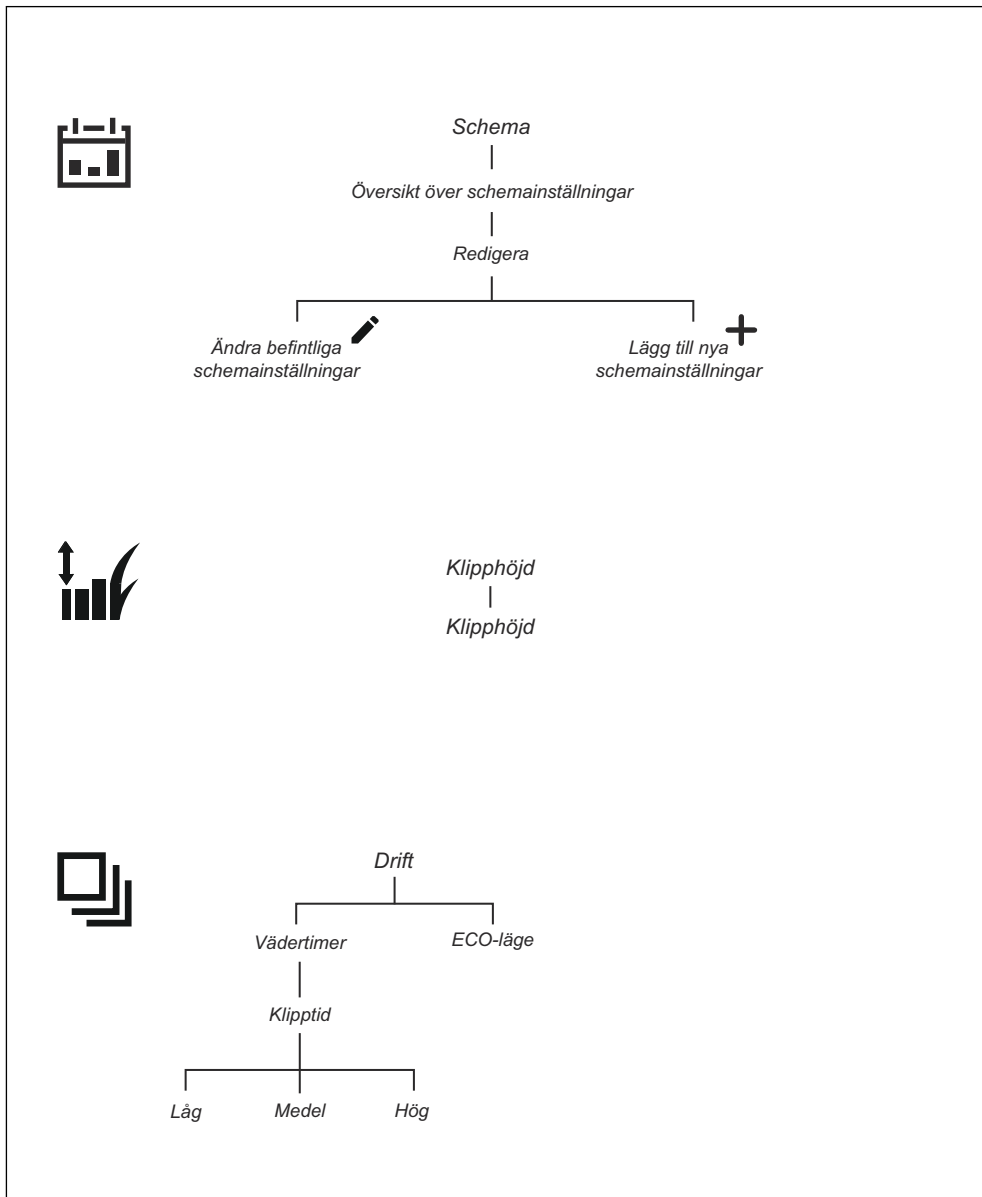 Schema
Översikt över schemainställningar
Redigera
Ändra befintliga
schemainställningar
Lägg till nya
schemainställningar
Klipphöjd
Klipphöjd
Drift
Vädertimer
ECO-läge
Klipptid
Låg
Medel
Hög